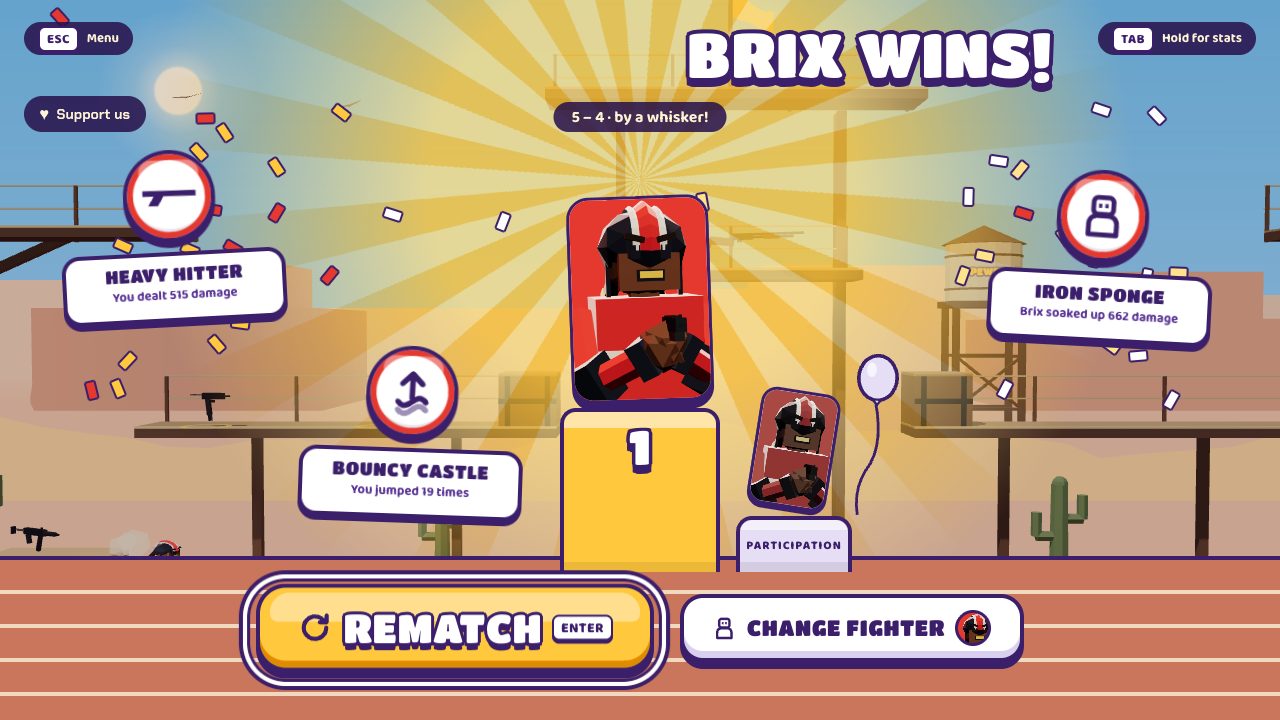 ESC Menu
BRIX WINS!
TAB Hold for stats
♥ Support us
5 – 4 · by a whisker!
HEAVY HITTER
You dealt 515 damage
PEW
IRON SPONGE
Brix soaked up 662 damage
BOUNCY CASTLE
You jumped 19 times
1
PARTICIPATION
REMATCH ENTER
CHANGE FIGHTER